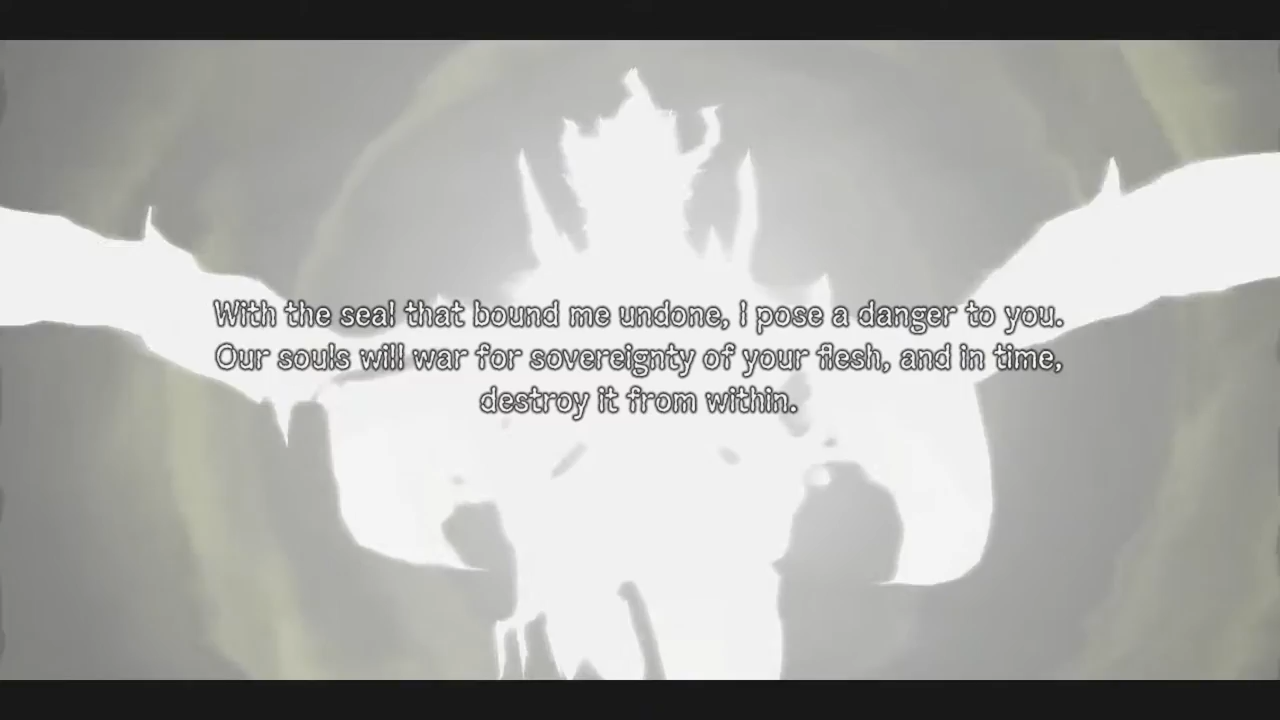 With the seal that bound me undone, I pose a danger to you.
Our souls will war for sovereignty of your flesh, and in time,
destroy it from within.